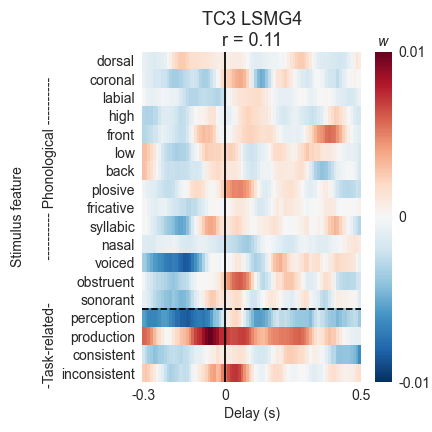 TC3 LSMG4
r = 0.11
w
dorsal
coronal
labial
high
front
low
back
plosive
fricative
syllabic
nasal
voiced
obstruent
sonorant
perception
production
consistent
inconsistent
Stimulus feature
---------- Phonological ----------
-Task-related-
0.01
0
-0.01
-0.3
0
0.5
Delay (s)